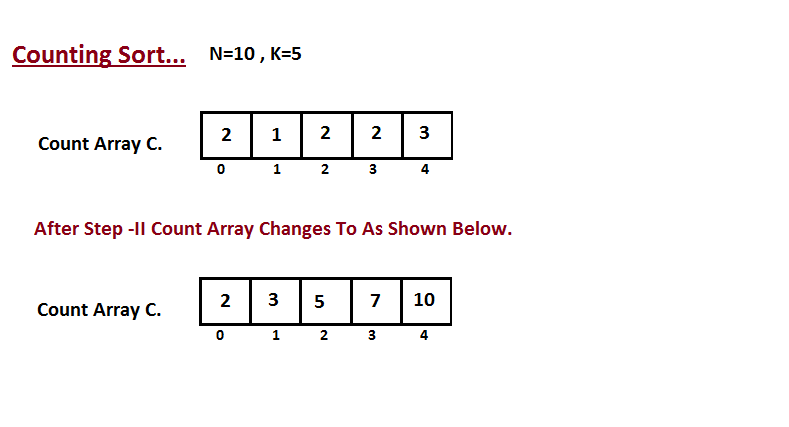 Counting Sort... N=10 , K=5
Count Array C. 2 1 2 2 3
0 1 2 3 4
After Step -II Count Array Changes To As Shown Below.
Count Array C. 2 3 5 7 10
0 1 2 3 4